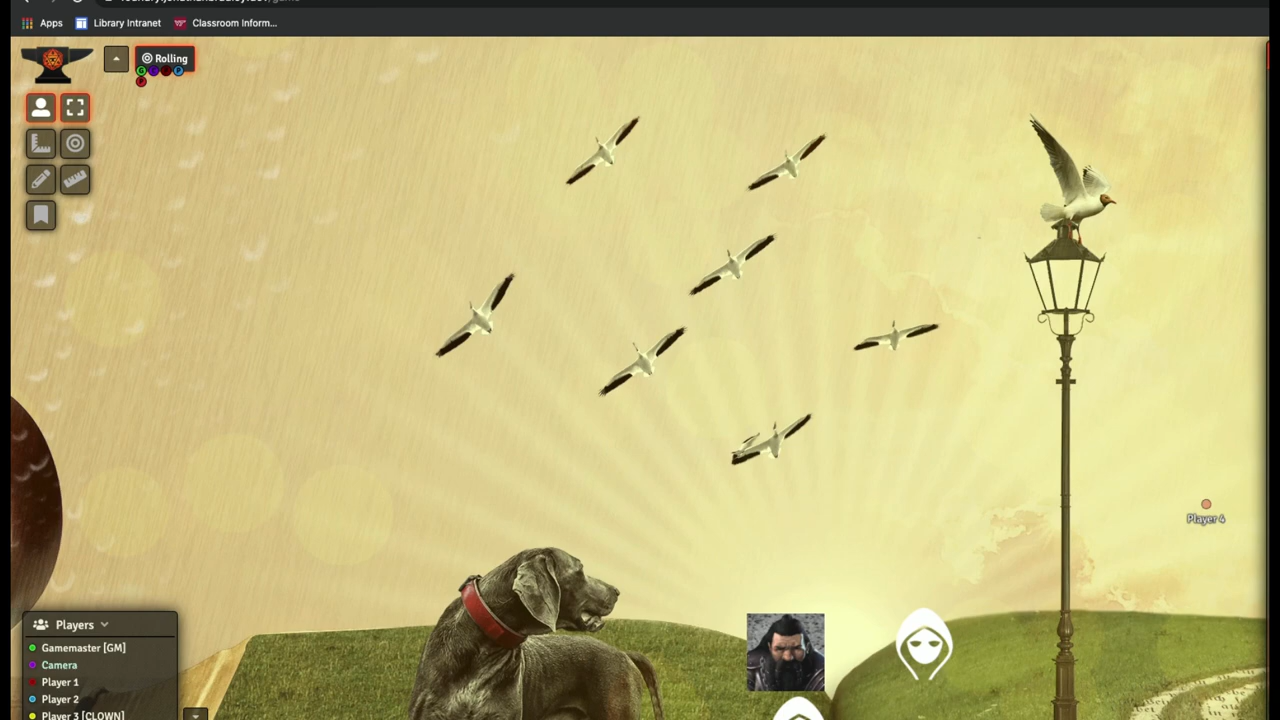 Apps
Library Intranet
Classroom Inform...
Rolling
Player 4
Players
Gamemaster [GM]
Camera
Player 1
Player 2
Player 3 [CLOWN]